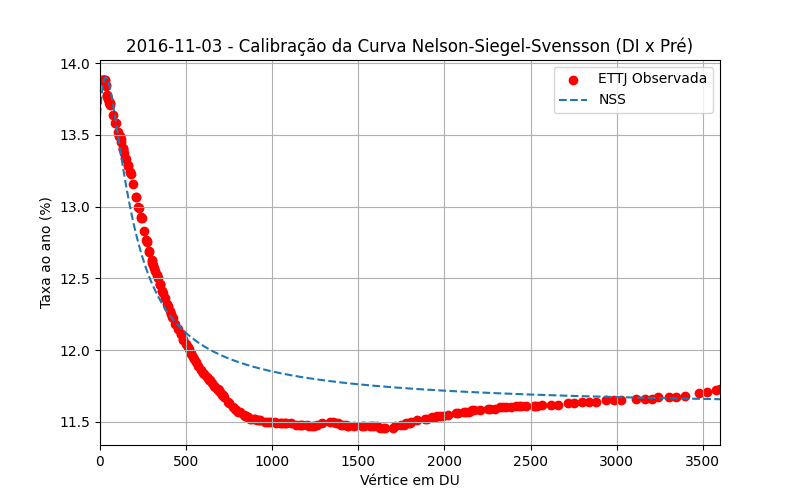 2016-11-03 - Calibração da Curva Nelson-Siegel-Svensson (DI x Pré)
ETTJ Observada
NSS
Taxa ao ano (%)
14.0
13.5
13.0
12.5
12.0
11.5
0 500 1000 1500 2000 2500 3000 3500
Vértice em DU